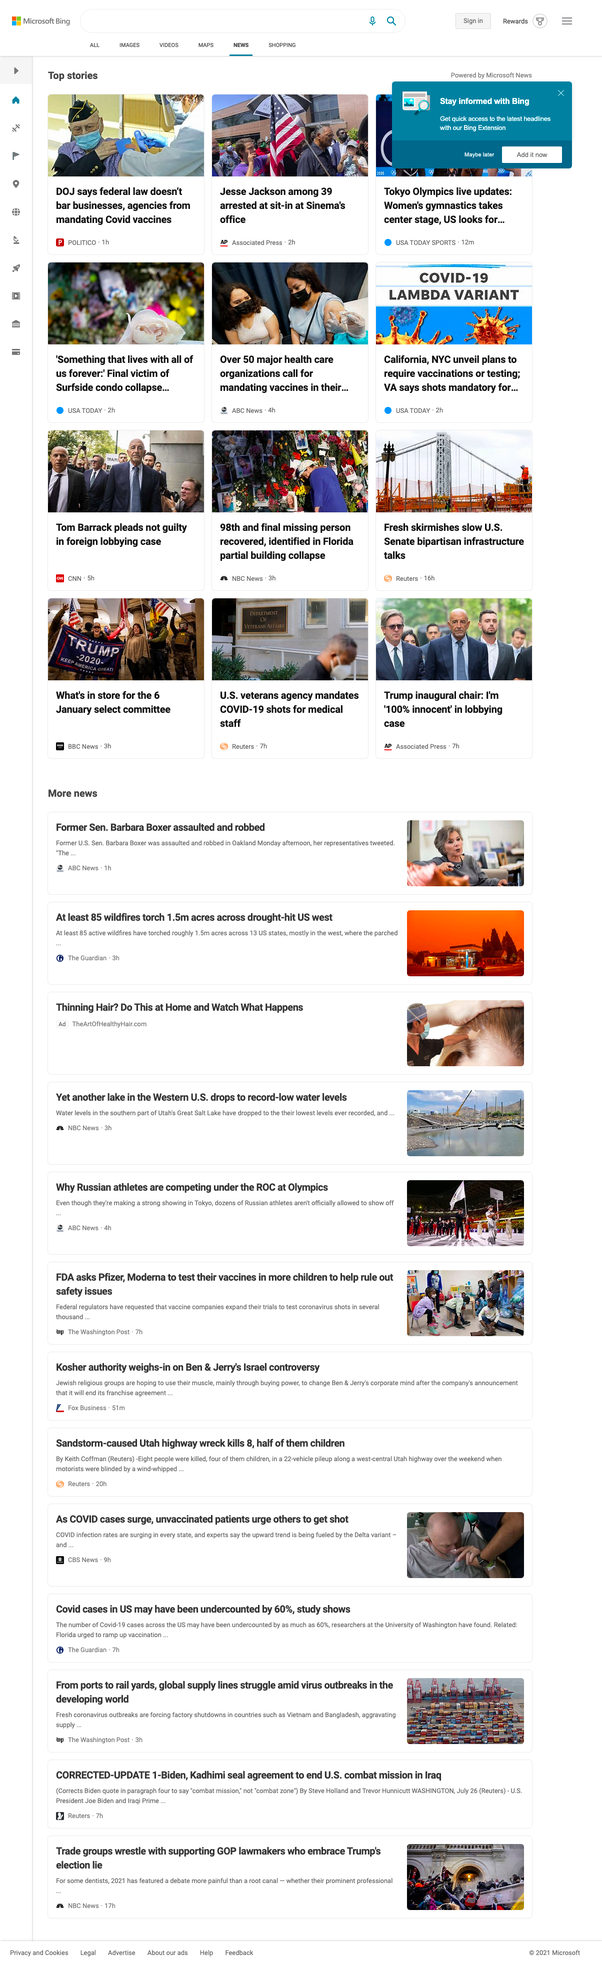 Microsoft Bing
Sign in
Rewards
ALL
IMAGES
VIDEOS
MAPS
NEWS
SHOPPING
Top stories
Powered by Microsoft News
Stay informed with Bing
Get quick access to the latest headlines
with our Bing Extension
Maybe later
Add it now
DOJ says federal law doesn't
bar businesses, agencies from
mandating Covid vaccines
POLITICO · 1h
Jesse Jackson among 39
arrested at sit-in at Sinema's
office
AP Associated Press · 2h
Tokyo Olympics live updates:
Women's gymnastics takes
center stage, US looks for...
USA TODAY SPORTS · 12m
'Something that lives with all of
us forever:' Final victim of
Surfside condo collapse...
USA TODAY · 2h
Over 50 major health care
organizations call for
mandating vaccines in their...
ABC News · 4h
COVID-19
LAMBDA VARIANT
California, NYC unveil plans to
require vaccinations or testing;
VA says shots mandatory for...
USA TODAY · 2h
Tom Barrack pleads not guilty
in foreign lobbying case
CNN · 5h
98th and final missing person
recovered, identified in Florida
partial building collapse
NBC News · 3h
Fresh skirmishes slow U.S.
Senate bipartisan infrastructure
talks
Reuters · 16h
TRUMP
2020
KEEP AMERICA GREAT!
What's in store for the 6
January select committee
BBC News · 3h
DEPARTMENT
OF
VETERANS AFFAIRS
U.S. veterans agency mandates
COVID-19 shots for medical
staff
Reuters · 7h
Trump inaugural chair: I'm
'100% innocent' in lobbying
case
AP Associated Press · 7h
More news
Former Sen. Barbara Boxer assaulted and robbed
Former U.S. Sen. Barbara Boxer was assaulted and robbed in Oakland Monday afternoon, her representatives tweeted.
"The ...
ABC News · 1h
At least 85 wildfires torch 1.5m acres across drought-hit US west
At least 85 active wildfires have torched roughly 1.5m acres across 13 US states, mostly in the west, where the parched
...
The Guardian · 3h
Thinning Hair? Do This at Home and Watch What Happens
Ad TheArtOfHealthyHair.com
Yet another lake in the Western U.S. drops to record-low water levels
Water levels in the southern part of Utah's Great Salt Lake have dropped to the their lowest levels ever recorded, and ...
NBC News · 3h
Why Russian athletes are competing under the ROC at Olympics
Even though they're making a strong showing in Tokyo, dozens of Russian athletes aren't officially allowed to show off
...
ABC News · 4h
FDA asks Pfizer, Moderna to test their vaccines in more children to help rule out
safety issues
Federal regulators have requested that vaccine companies expand their trials to test coronavirus shots in several
thousand ...
wp The Washington Post · 7h
Kosher authority weighs-in on Ben & Jerry's Israel controversy
Jewish religious groups are hoping to use their muscle, mainly through buying power, to change Ben & Jerry's corporate mind after the company's announcement
that it will end its franchise agreement ...
Fox Business · 51m
Sandstorm-caused Utah highway wreck kills 8, half of them children
By Keith Coffman (Reuters) -Eight people were killed, four of them children, in a 22-vehicle pileup along a west-central Utah highway over the weekend when
motorists were blinded by a wind-whipped ...
Reuters · 20h
As COVID cases surge, unvaccinated patients urge others to get shot
COVID infection rates are surging in every state, and experts say the upward trend is being fueled by the Delta variant –
and ...
CBS News · 9h
Covid cases in US may have been undercounted by 60%, study shows
The number of Covid-19 cases across the US may have been undercounted by as much as 60%, researchers at the University of Washington have found. Related:
Florida urged to ramp up vaccination ...
The Guardian · 7h
From ports to rail yards, global supply lines struggle amid virus outbreaks in the
developing world
Fresh coronavirus outbreaks are forcing factory shutdowns in countries such as Vietnam and Bangladesh, aggravating
supply ...
wp The Washington Post · 3h
CORRECTED-UPDATE 1-Biden, Kadhimi seal agreement to end U.S. combat mission in Iraq
(Corrects Biden quote in paragraph four to say "combat mission," not "combat zone") By Steve Holland and Trevor Hunnicutt WASHINGTON, July 26 (Reuters) - U.S.
President Joe Biden and Iraqi Prime ...
Reuters · 7h
Trade groups wrestle with supporting GOP lawmakers who embrace Trump's
election lie
For some dentists, 2021 has featured a debate more painful than a root canal — whether their prominent professional
...
NBC News · 17h
Privacy and Cookies
Legal
Advertise
About our ads
Help
Feedback
© 2021 Microsoft